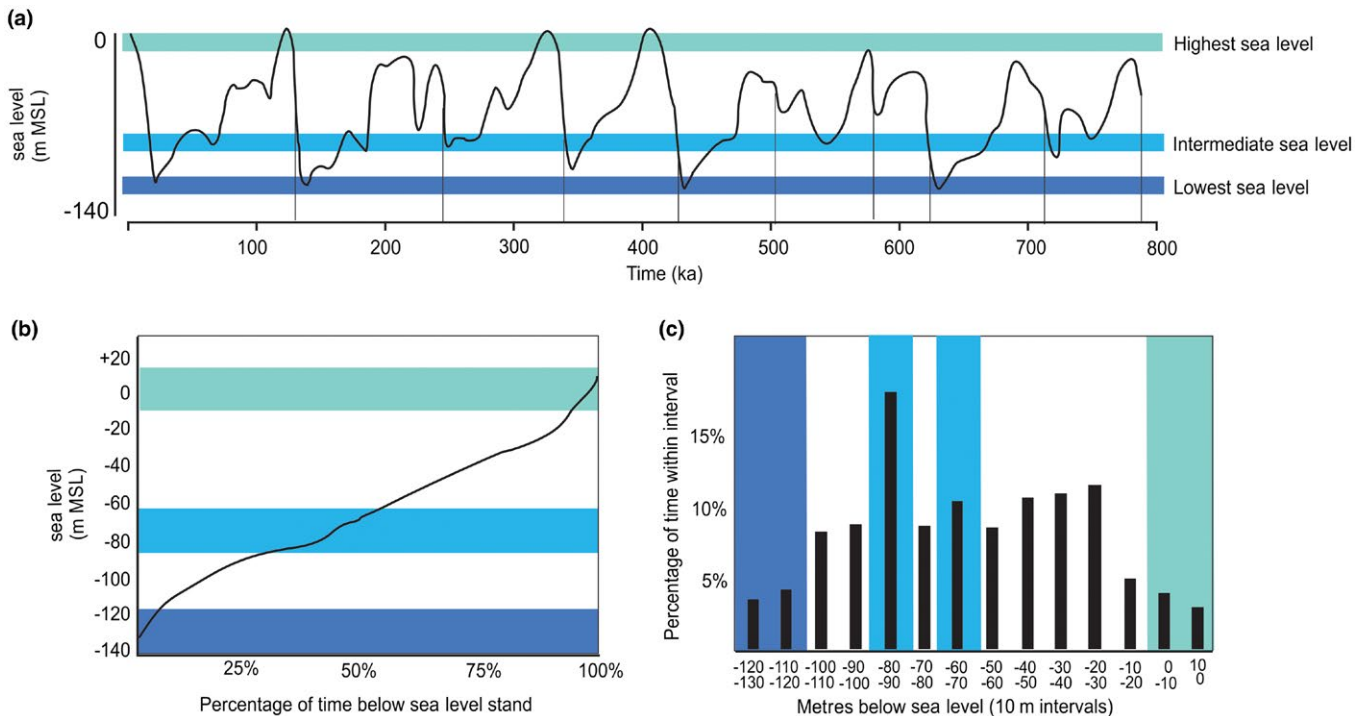 (a)
0
sea level
(m MSL)
-140
Highest sea level
Intermediate sea level
Lowest sea level
100 200 300 400 500 600 700 800
Time (ka)
(b)
+20
0
-20
-40
-60
-80
-100
-120
-140
sea level
(m MSL)
25% 50% 75% 100%
Percentage of time below sea level stand
(c)
Percentage of time within interval
15%
10%
5%
-120 -110 -100 -90 -80 -70 -60 -50 -40 -30 -20 -10 0 10
-130 -120 -110 -100 -90 -80 -70 -60 -50 -40 -30 -20 -10 0
Metres below sea level (10 m intervals)